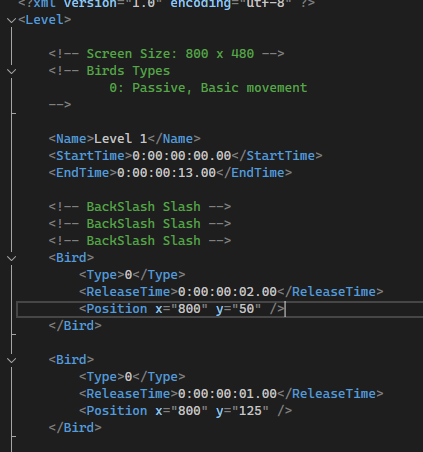 <?xml version="1.0" encoding="utf-8" ?>
<Level>
<!-- Screen Size: 800 x 480 -->
<!-- Birds Types
0: Passive, Basic movement
-->
<Name>Level 1</Name>
<StartTime>0:00:00:00.00</StartTime>
<EndTime>0:00:00:13.00</EndTime>
<!-- BackSlash Slash -->
<!-- BackSlash Slash -->
<!-- BackSlash Slash -->
<Bird>
<Type>0</Type>
<ReleaseTime>0:00:00:02.00</ReleaseTime>
<Position x="800" y="50" />
</Bird>
<Bird>
<Type>0</Type>
<ReleaseTime>0:00:00:01.00</ReleaseTime>
<Position x="800" y="125" />
</Bird>